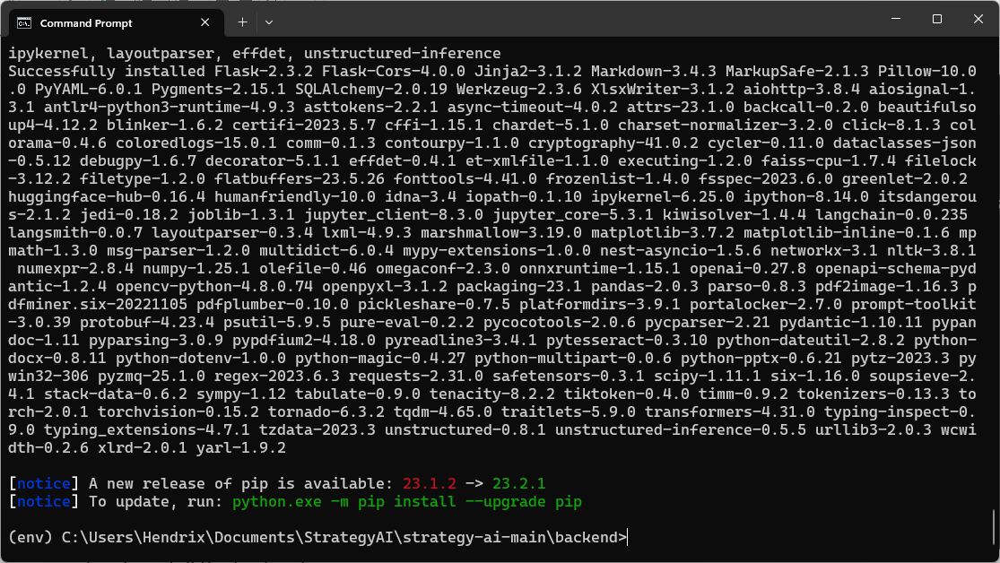 Command Prompt
ipykernel, layoutparser, effdet, unstructured-inference
Successfully installed Flask-2.3.2 Flask-Cors-4.0.0 Jinja2-3.1.2 Markdown-3.4.3 MarkupSafe-2.1.3 Pillow-10.0
.0 PyYAML-6.0.1 Pygments-2.15.1 SQLAlchemy-2.0.19 Werkzeug-2.3.6 XlsxWriter-3.1.2 aiohttp-3.8.4 aiosignal-1.
3.1 antlr4-python3-runtime-4.9.3 asttokens-2.2.1 async-timeout-4.0.2 attrs-23.1.0 backcall-0.2.0 beautifulso
up4-4.12.2 blinker-1.6.2 certifi-2023.5.7 cffi-1.15.1 chardet-5.1.0 charset-normalizer-3.2.0 click-8.1.3 col
orama-0.4.6 coloredlogs-15.0.1 comm-0.1.3 contourpy-1.1.0 cryptography-41.0.2 cycler-0.11.0 dataclasses-json
-0.5.12 debugpy-1.6.7 decorator-5.1.1 effdet-0.4.1 et-xmlfile-1.1.0 executing-1.2.0 faiss-cpu-1.7.4 filelock
-3.12.2 filetype-1.2.0 flatbuffers-23.5.26 fonttools-4.41.0 frozenlist-1.4.0 fsspec-2023.6.0 greenlet-2.0.2
huggingface-hub-0.16.4 humanfriendly-10.0 idna-3.4 iopath-0.1.10 ipykernel-6.25.0 ipython-8.14.0 itsdangerou
s-2.1.2 jedi-0.18.2 joblib-1.3.1 jupyter_client-8.3.0 jupyter_core-5.3.1 kiwisolver-1.4.4 langchain-0.0.235
langsmith-0.0.7 layoutparser-0.3.4 lxml-4.9.3 marshmallow-3.19.0 matplotlib-3.7.2 matplotlib-inline-0.1.6 mp
math-1.3.0 msg-parser-1.2.0 multidict-6.0.4 mypy-extensions-1.0.0 nest-asyncio-1.5.6 networkx-3.1 nltk-3.8.1
numexpr-2.8.4 numpy-1.25.1 olefile-0.46 omegaconf-2.3.0 onnxruntime-1.15.1 openai-0.27.8 openapi-schema-pyd
antic-1.2.4 opencv-python-4.8.0.74 openpyxl-3.1.2 packaging-23.1 pandas-2.0.3 parso-0.8.3 pdf2image-1.16.3 p
dfminer.six-20221105 pdfplumber-0.10.0 pickleshare-0.7.5 platformdirs-3.9.1 portalocker-2.7.0 prompt-toolkit
-3.0.39 protobuf-4.23.4 psutil-5.9.5 pure-eval-0.2.2 pycocotools-2.0.6 pycparser-2.21 pydantic-1.10.11 pypan
doc-1.11 pyparsing-3.0.9 pypdfium2-4.18.0 pyreadline3-3.4.1 pytesseract-0.3.10 python-dateutil-2.8.2 python-
docx-0.8.11 python-dotenv-1.0.0 python-magic-0.4.27 python-multipart-0.0.6 python-pptx-0.6.21 pytz-2023.3 py
win32-306 pyzmq-25.1.0 regex-2023.6.3 requests-2.31.0 safetensors-0.3.1 scipy-1.11.1 six-1.16.0 soupsieve-2.
4.1 stack-data-0.6.2 sympy-1.12 tabulate-0.9.0 tenacity-8.2.2 tiktoken-0.4.0 timm-0.9.2 tokenizers-0.13.3 to
rch-2.0.1 torchvision-0.15.2 tornado-6.3.2 tqdm-4.65.0 traitlets-5.9.0 transformers-4.31.0 typing-inspect-0.
9.0 typing_extensions-4.7.1 tzdata-2023.3 unstructured-0.8.1 unstructured-inference-0.5.5 urllib3-2.0.3 wcwi
dth-0.2.6 xlrd-2.0.1 yarl-1.9.2
[notice] A new release of pip is available: 23.1.2 -> 23.2.1
[notice] To update, run: python.exe -m pip install --upgrade pip
(env) C:\Users\Hendrix\Documents\StrategyAI\strategy-ai-main\backend>